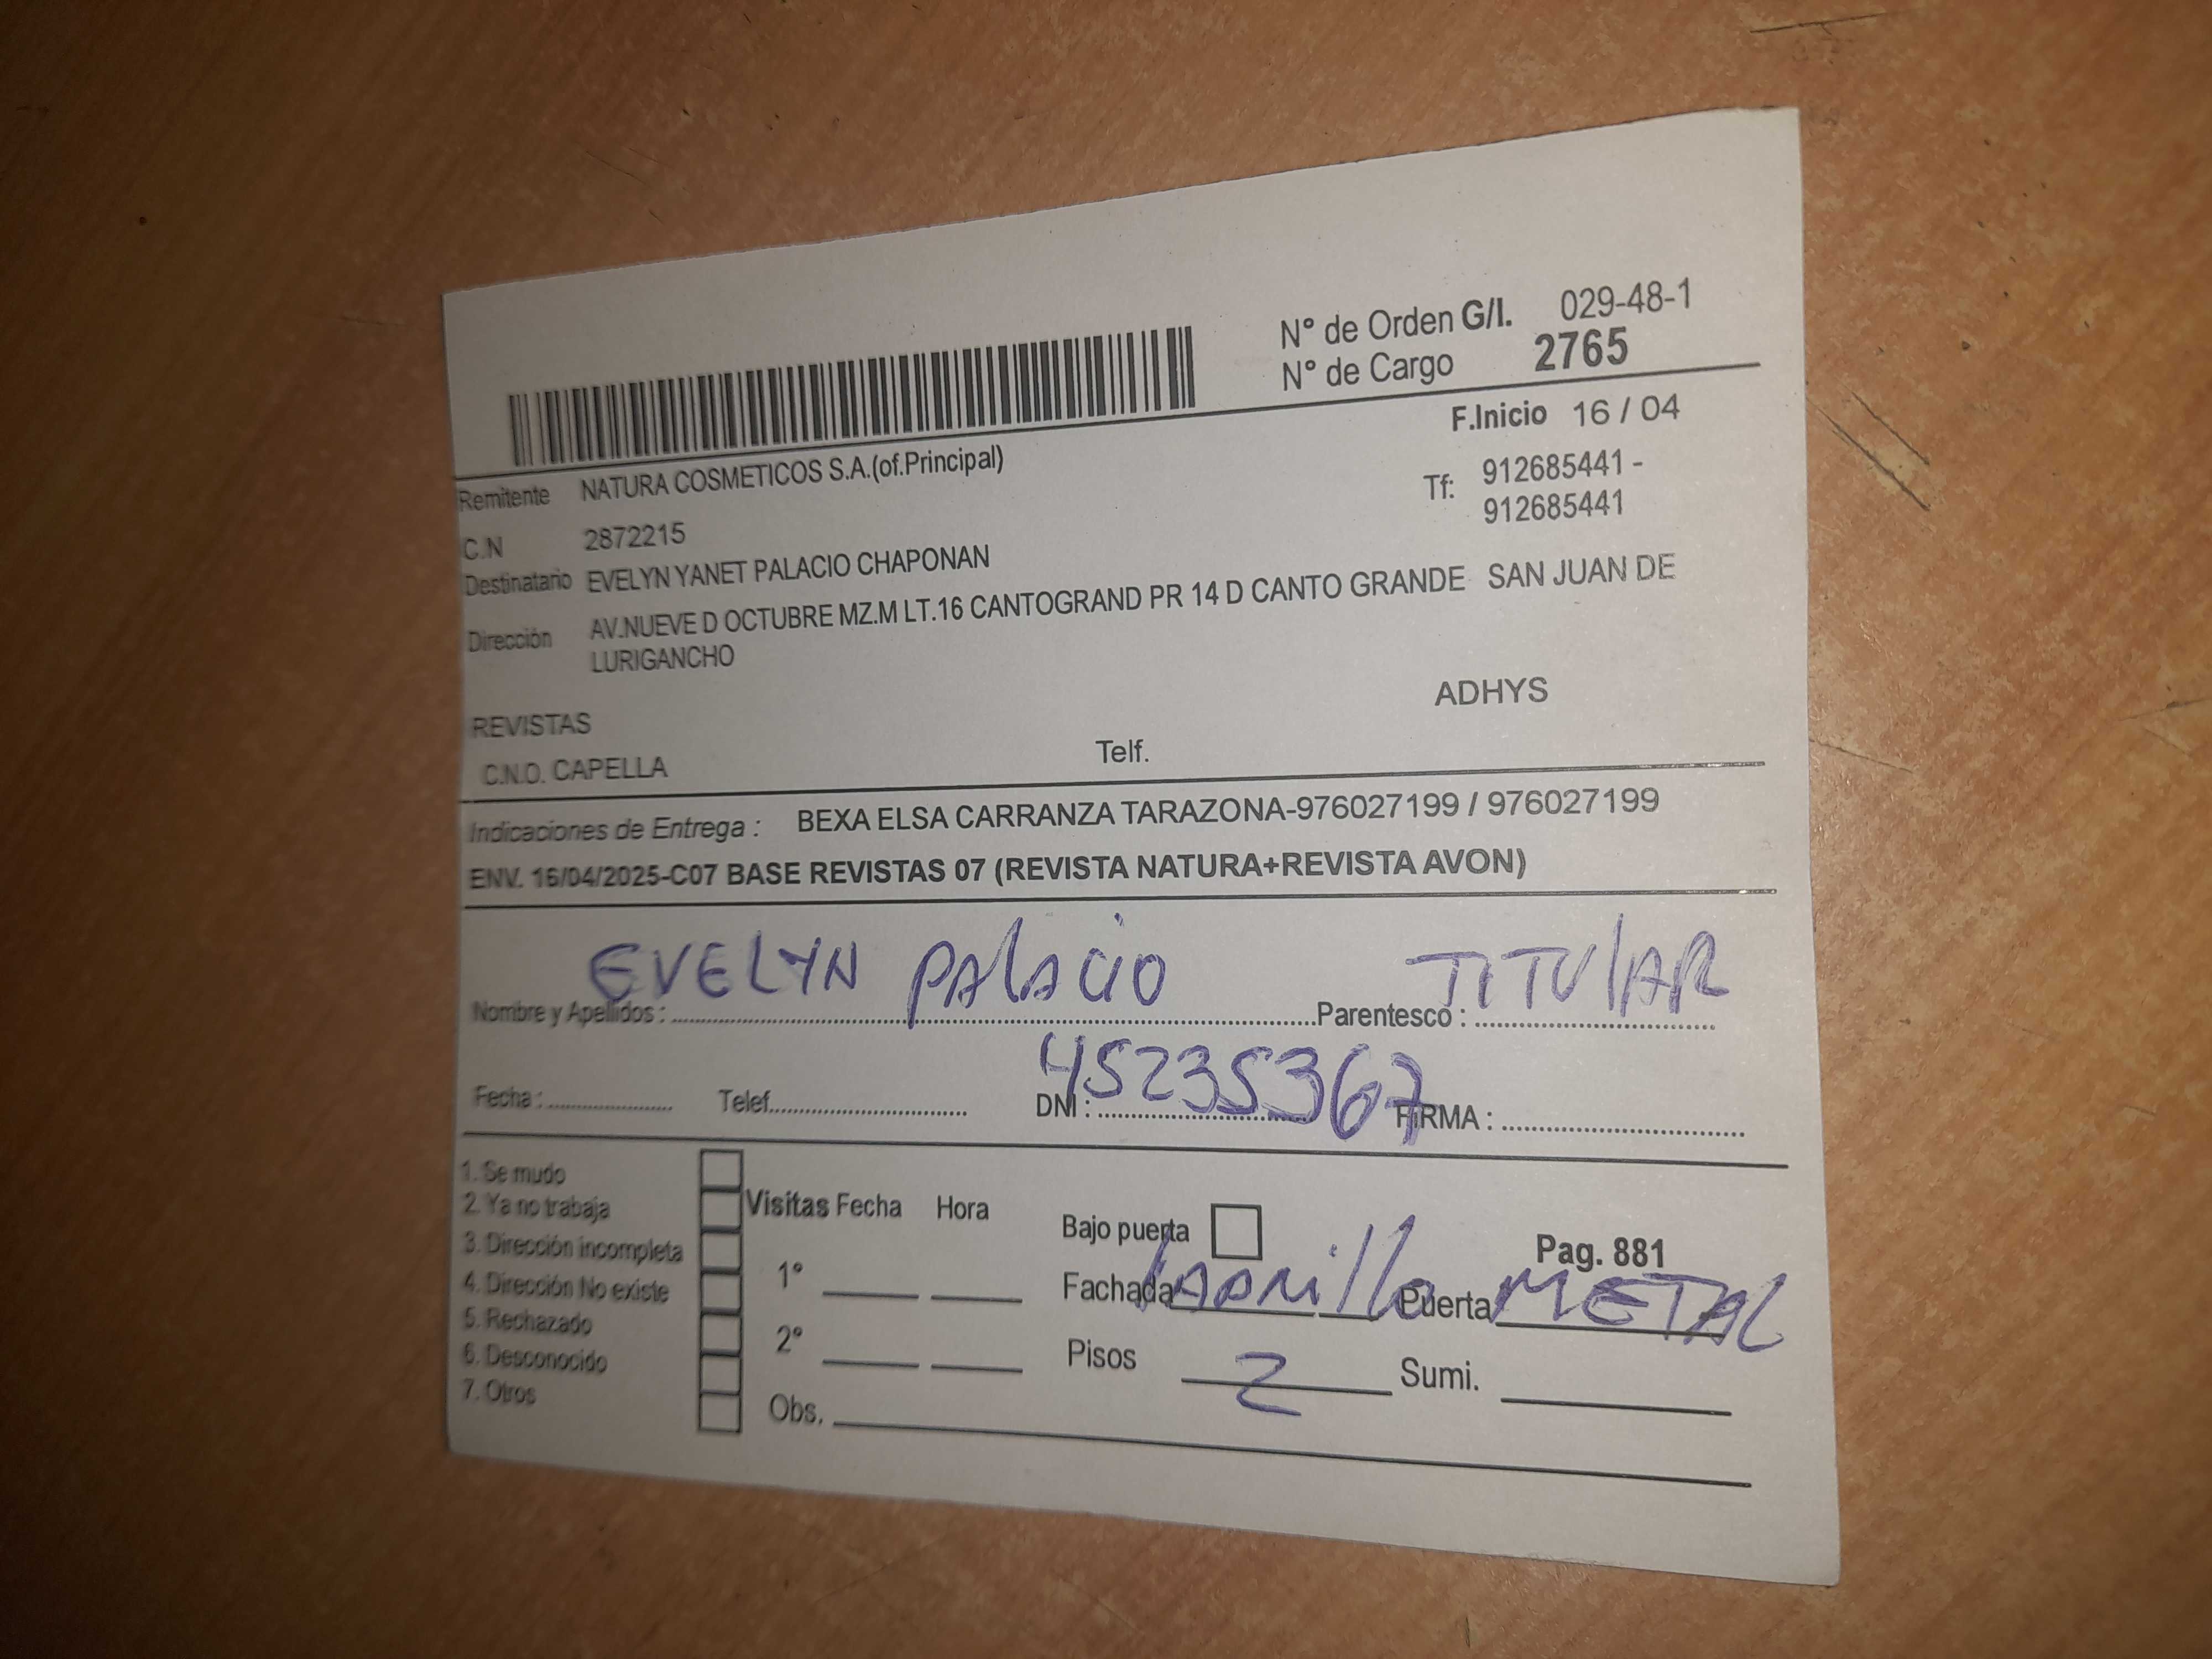 N° de Orden G/I. 029-48-1
N° de Cargo 2765
F.Inicio 16 / 04
Remitente NATURA COSMETICOS S.A.(of.Principal)
Tf: 912685441 -
912685441
C.N 2872215
Destinatario EVELYN YANET PALACIO CHAPONAN
Dirección AV.NUEVE D OCTUBRE MZ.M LT.16 CANTOGRAND PR 14 D CANTO GRANDE SAN JUAN DE
LURIGANCHO
ADHYS
REVISTAS
C.N.O. CAPELLA Telf.
Indicaciones de Entrega : BEXA ELSA CARRANZA TARAZONA-976027199 / 976027199
ENV. 16/04/2025-C07 BASE REVISTAS 07 (REVISTA NATURA+REVISTA AVON)
Nombre y Apellidos : EVELYN PAlAcio Parentesco : TITUlAR
Fecha : Telef. DNI : 45235367 FIRMA :
1. Se mudo
2. Ya no trabaja
3. Dirección incompleta
4. Dirección No existe
5. Rechazado
6. Desconocido
7. Otros
Visitas Fecha Hora
1°
2°
Obs.
Bajo puerta Pag. 881
Fachada lADRillo Puerta METAL
Pisos 2 Sumi.